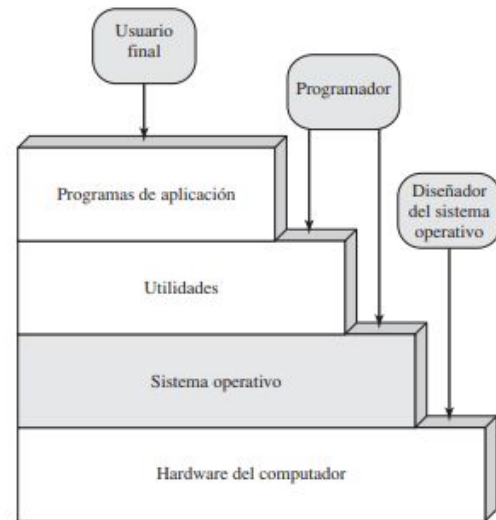 Usuario
final
Programador
Diseñador
del sistema
operativo
Programas de aplicación
Utilidades
Sistema operativo
Hardware del computador